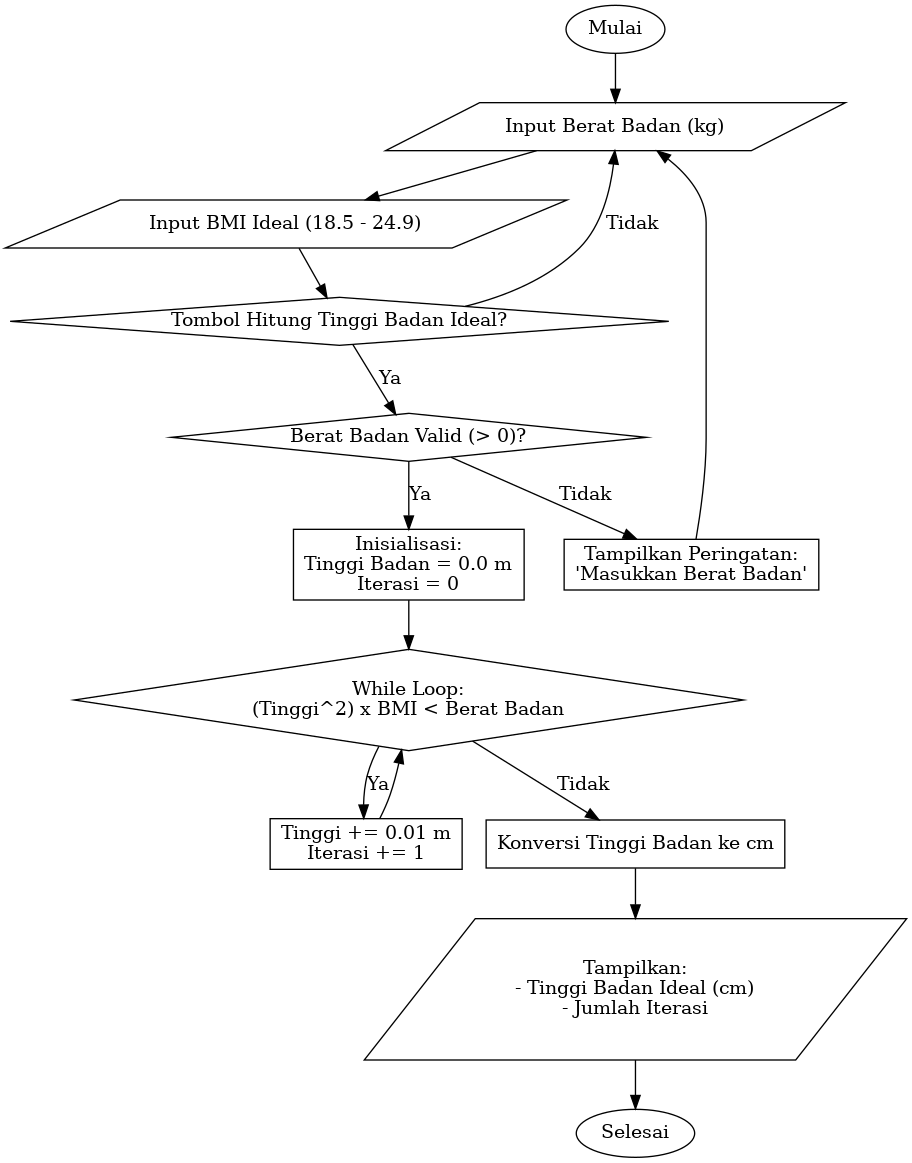 Mulai
Input Berat Badan (kg)
Input BMI Ideal (18.5 - 24.9)
Tidak
Tombol Hitung Tinggi Badan Ideal?
Ya
Berat Badan Valid (> 0)?
Ya
Tidak
Inisialisasi:
Tinggi Badan = 0.0 m
Iterasi = 0
Tampilkan Peringatan:
'Masukkan Berat Badan'
While Loop:
(Tinggi^2) x BMI < Berat Badan
Ya
Tidak
Tinggi += 0.01 m
Iterasi += 1
Konversi Tinggi Badan ke cm
Tampilkan:
- Tinggi Badan Ideal (cm)
- Jumlah Iterasi
Selesai